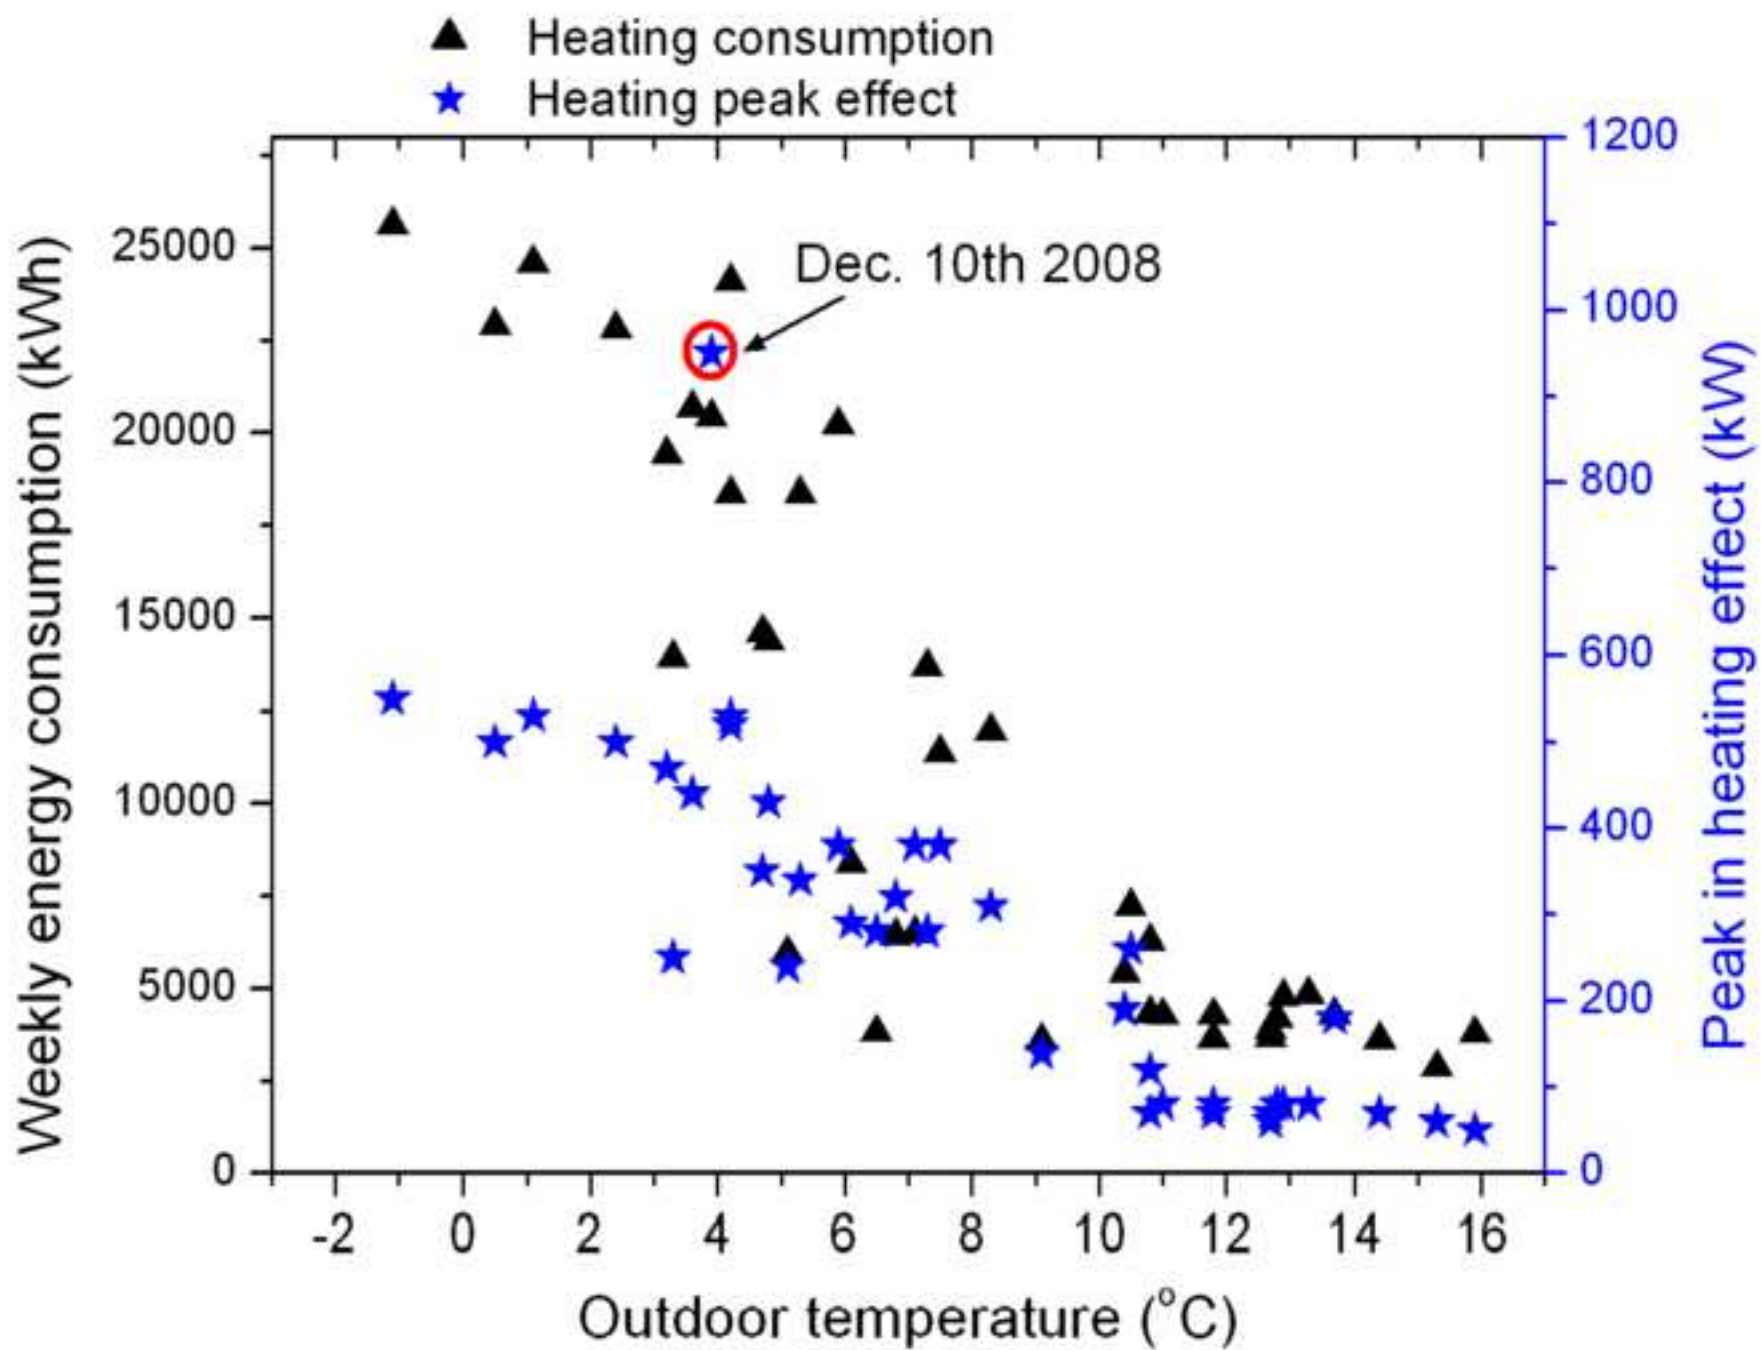 Heating consumption
Heating peak effect
1200
25000
Dec. 10th 2008
1000
20000
800
15000
600
10000
400
5000
200
0
0
-2 0 2 4 6 8 10 12 14 16
Weekly energy consumption (kWh)
Peak in heating effect (kW)
Outdoor temperature (°C)